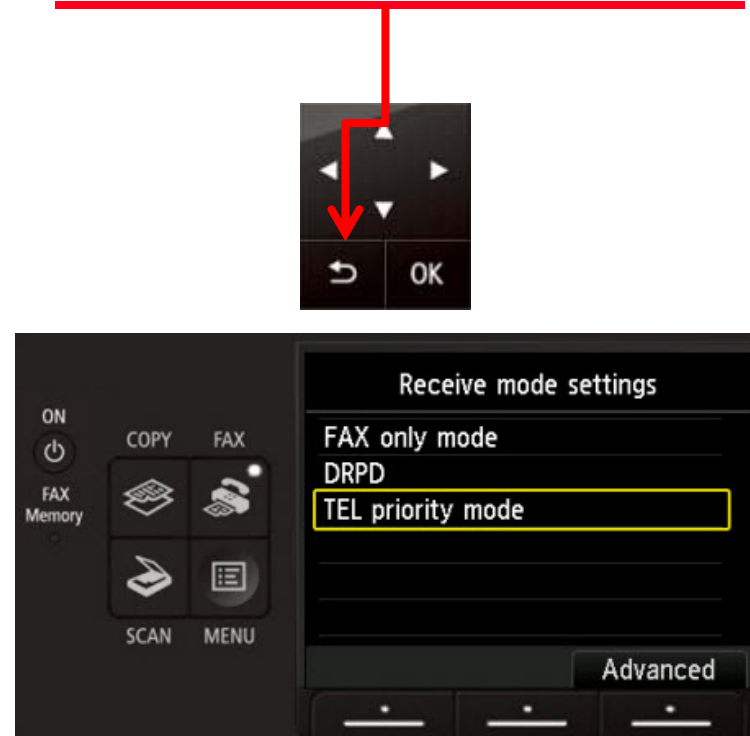 OK
Receive mode settings
ON
COPY FAX
FAX only mode
DRPD
FAX
Memory
TEL priority mode
SCAN MENU
Advanced